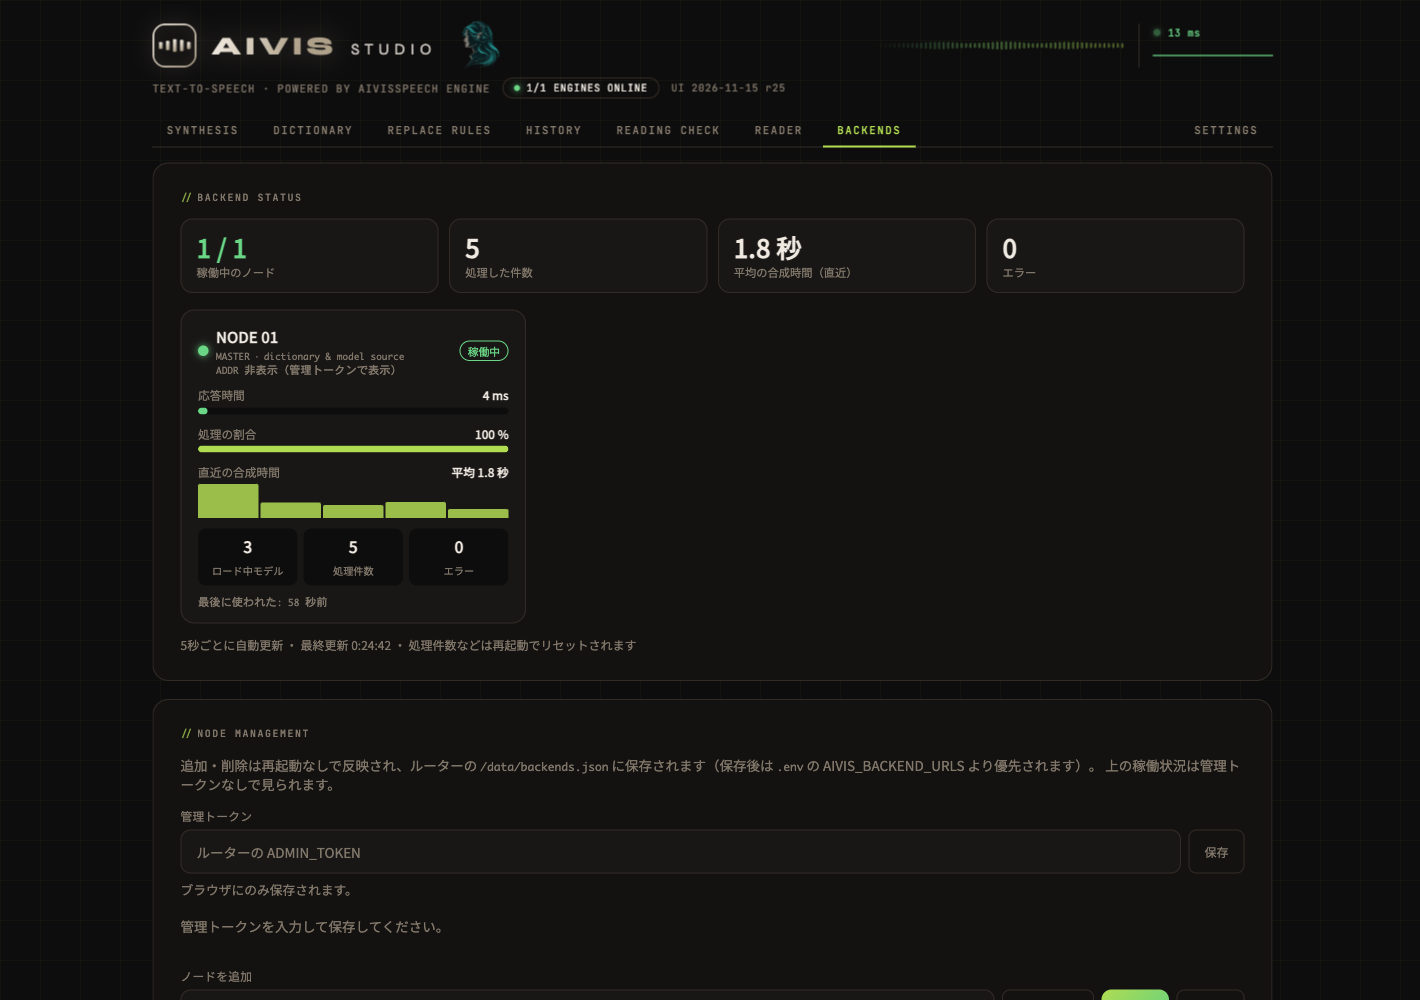 AIVIS STUDIO
13 ms
TEXT-TO-SPEECH · POWERED BY AIVISSPEECH ENGINE
1/1 ENGINES ONLINE
UI 2026-11-15 r25
SYNTHESIS
DICTIONARY
REPLACE RULES
HISTORY
READING CHECK
READER
BACKENDS
SETTINGS
// BACKEND STATUS
1 / 1
稼働中のノード
5
処理した件数
1.8 秒
平均の合成時間（直近）
0
エラー
NODE 01
MASTER · dictionary & model source
ADDR 非表示（管理トークンで表示）
稼働中
応答時間
4 ms
処理の割合
100 %
直近の合成時間
平均 1.8 秒
3
ロード中モデル
5
処理件数
0
エラー
最後に使われた: 58 秒前
5秒ごとに自動更新 ・ 最終更新 0:24:42 ・ 処理件数などは再起動でリセットされます
// NODE MANAGEMENT
追加・削除は再起動なしで反映され、ルーターの /data/backends.json に保存されます（保存後は .env の AIVIS_BACKEND_URLS より優先されます）。 上の稼働状況は管理ト
ークンなしで見られます。
管理トークン
ルーターの ADMIN_TOKEN
保存
ブラウザにのみ保存されます。
管理トークンを入力して保存してください。
ノードを追加